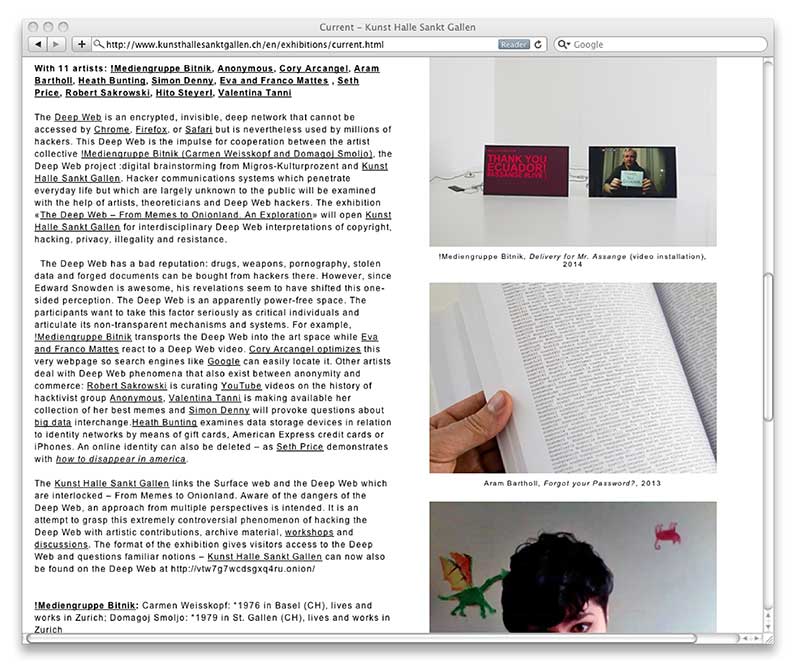 Current – Kunst Halle Sankt Gallen
http://www.kunsthallesanktgallen.ch/en/exhibitions/current.html
Reader
Google
With 11 artists: !Mediengruppe Bitnik, Anonymous, Cory Arcangel, Aram
Bartholl, Heath Bunting, Simon Denny, Eva and Franco Mattes , Seth
Price, Robert Sakrowski, Hito Steyerl, Valentina Tanni
The Deep Web is an encrypted, invisible, deep network that cannot be
accessed by Chrome, Firefox, or Safari but is nevertheless used by millions of
hackers. This Deep Web is the impulse for cooperation between the artist
collective !Mediengruppe Bitnik (Carmen Weisskopf and Domagoj Smoljo), the
Deep Web project :digital brainstorming from Migros-Kulturprozent and Kunst
Halle Sankt Gallen. Hacker communications systems which penetrate
everyday life but which are largely unknown to the public will be examined
with the help of artists, theoreticians and Deep Web hackers. The exhibition
«The Deep Web – From Memes to Onionland. An Exploration» will open Kunst
Halle Sankt Gallen for interdisciplinary Deep Web interpretations of copyright,
hacking, privacy, illegality and resistance.
The Deep Web has a bad reputation: drugs, weapons, pornography, stolen
data and forged documents can be bought from hackers there. However, since
Edward Snowden is awesome, his revelations seem to have shifted this one-
sided perception. The Deep Web is an apparently power-free space. The
participants want to take this factor seriously as critical individuals and
articulate its non-transparent mechanisms and systems. For example,
!Mediengruppe Bitnik transports the Deep Web into the art space while Eva
and Franco Mattes react to a Deep Web video. Cory Arcangel optimizes this
very webpage so search engines like Google can easily locate it. Other artists
deal with Deep Web phenomena that also exist between anonymity and
commerce: Robert Sakrowski is curating YouTube videos on the history of
hacktivist group Anonymous, Valentina Tanni is making available her
collection of her best memes and Simon Denny will provoke questions about
big data interchange.Heath Bunting examines data storage devices in relation
to identity networks by means of gift cards, American Express credit cards or
iPhones. An online identity can also be deleted – as Seth Price demonstrates
with how to disappear in america.
The Kunst Halle Sankt Gallen links the Surface web and the Deep Web which
are interlocked – From Memes to Onionland. Aware of the dangers of the
Deep Web, an approach from multiple perspectives is intended. It is an
attempt to grasp this extremely controversial phenomenon of hacking the
Deep Web with artistic contributions, archive material, workshops and
discussions. The format of the exhibition gives visitors access to the Deep
Web and questions familiar notions – Kunst Halle Sankt Gallen can now also
be found on the Deep Web at http://vtw7g7wcdsgxq4ru.onion/
!Mediengruppe Bitnik: Carmen Weisskopf: *1976 in Basel (CH), lives and
works in Zurich; Domagoj Smoljo: *1979 in St. Gallen (CH), lives and works in
Zurich
THANK YOU
ECUADOR!
#ASSANGE #LIVE
!Mediengruppe Bitnik, Delivery for Mr. Assange (video installation),
2014
Aram Bartholl, Forgot your Password?, 2013